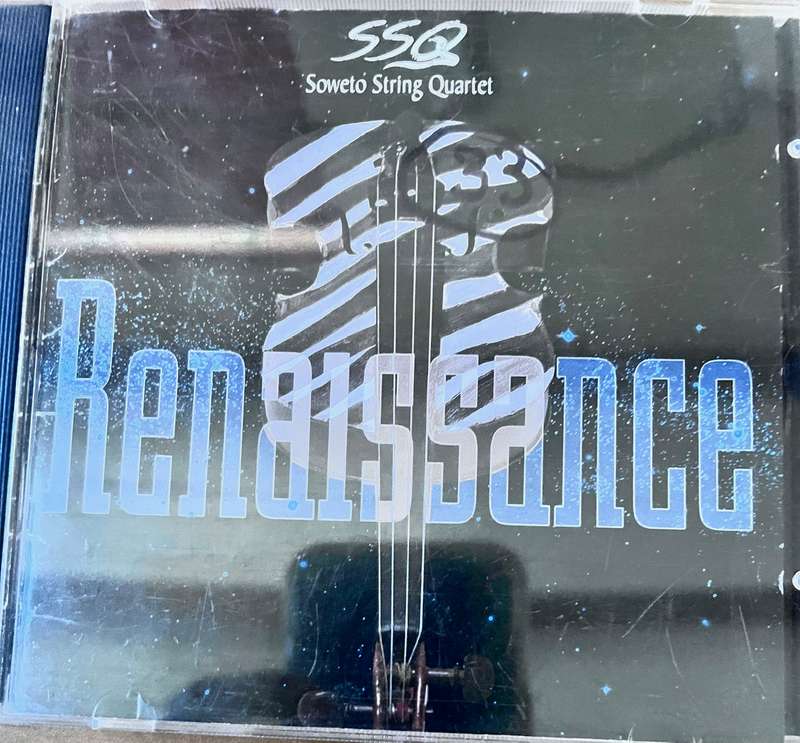 SSQ
Soweto String Quartet
Renaissance